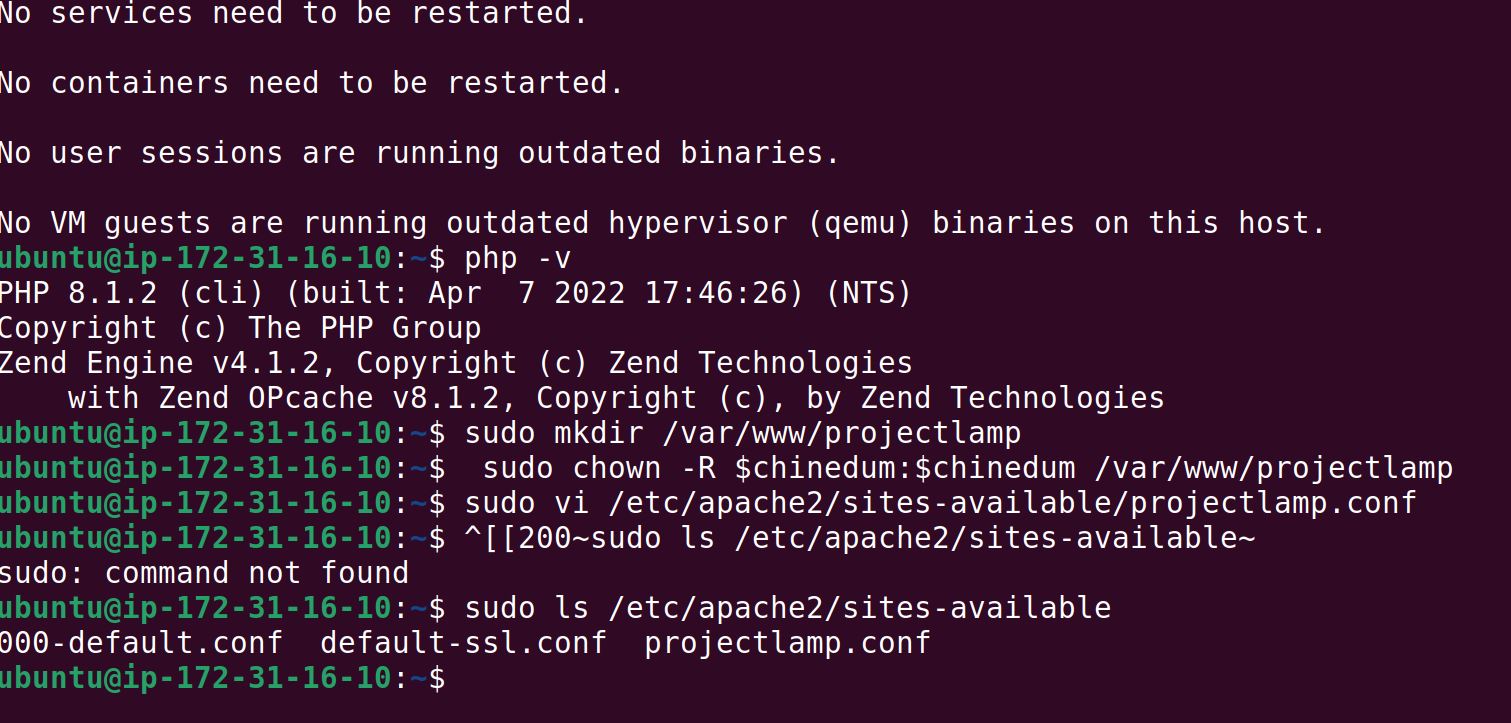 No services need to be restarted.
No containers need to be restarted.
No user sessions are running outdated binaries.
No VM guests are running outdated hypervisor (qemu) binaries on this host.
ubuntu@ip-172-31-16-10:~$ php -v
PHP 8.1.2 (cli) (built: Apr  7 2022 17:46:26) (NTS)
Copyright (c) The PHP Group
Zend Engine v4.1.2, Copyright (c) Zend Technologies
    with Zend OPcache v8.1.2, Copyright (c), by Zend Technologies
ubuntu@ip-172-31-16-10:~$ sudo mkdir /var/www/projectlamp
ubuntu@ip-172-31-16-10:~$  sudo chown -R $chinedum:$chinedum /var/www/projectlamp
ubuntu@ip-172-31-16-10:~$ sudo vi /etc/apache2/sites-available/projectlamp.conf
ubuntu@ip-172-31-16-10:~$ ^[[200~sudo ls /etc/apache2/sites-available~
sudo: command not found
ubuntu@ip-172-31-16-10:~$ sudo ls /etc/apache2/sites-available
000-default.conf  default-ssl.conf  projectlamp.conf
ubuntu@ip-172-31-16-10:~$